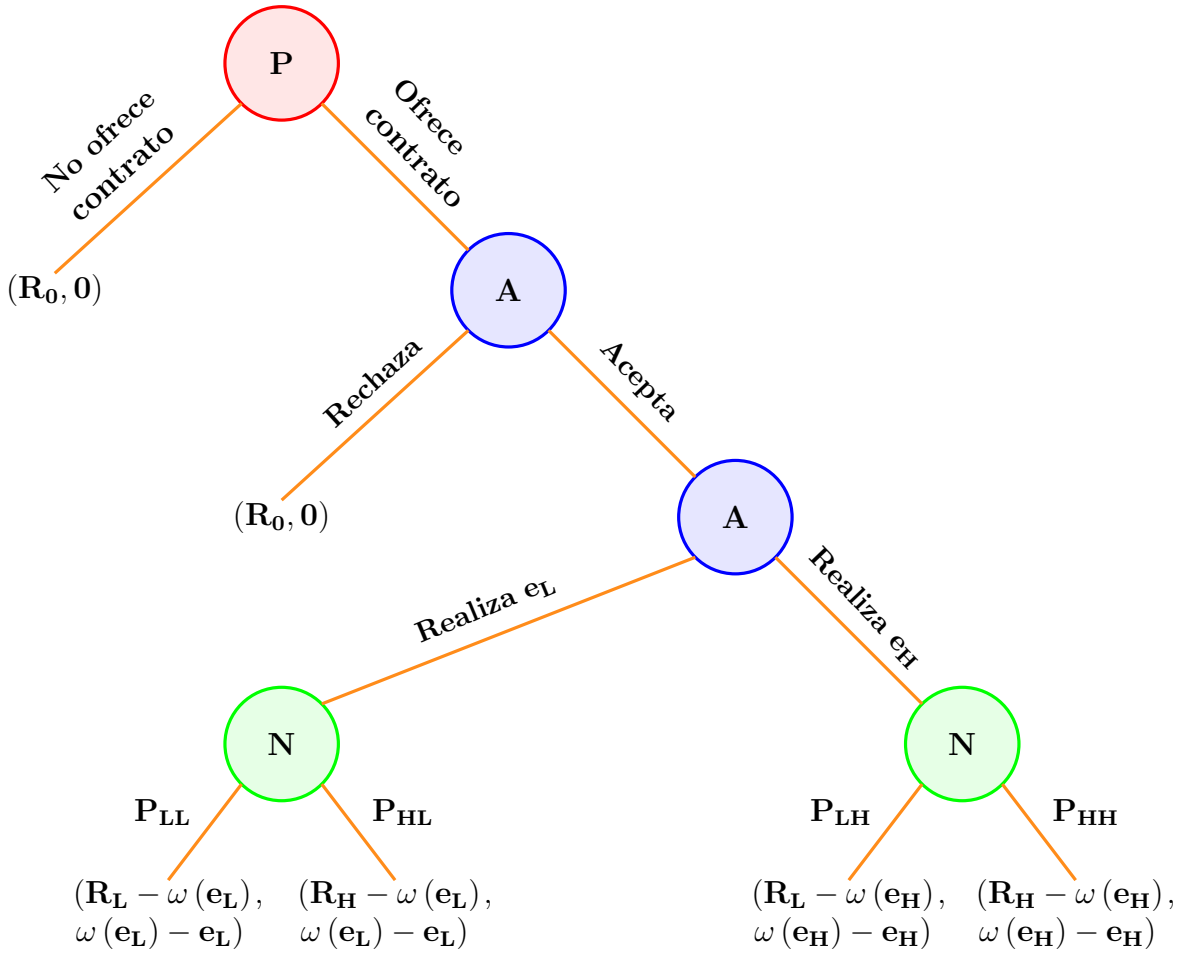 P
No ofrece
contrato
Ofrece
contrato
(R₀, 0)
A
Rechaza
Acepta
(R₀, 0)
A
Realiza e_L
Realiza e_H
N
N
P_LL
P_HL
P_LH
P_HH
(R_L − ω (e_L),
ω (e_L) − e_L)
(R_H − ω (e_L),
ω (e_L) − e_L)
(R_L − ω (e_H),
ω (e_H) − e_H)
(R_H − ω (e_H),
ω (e_H) − e_H)